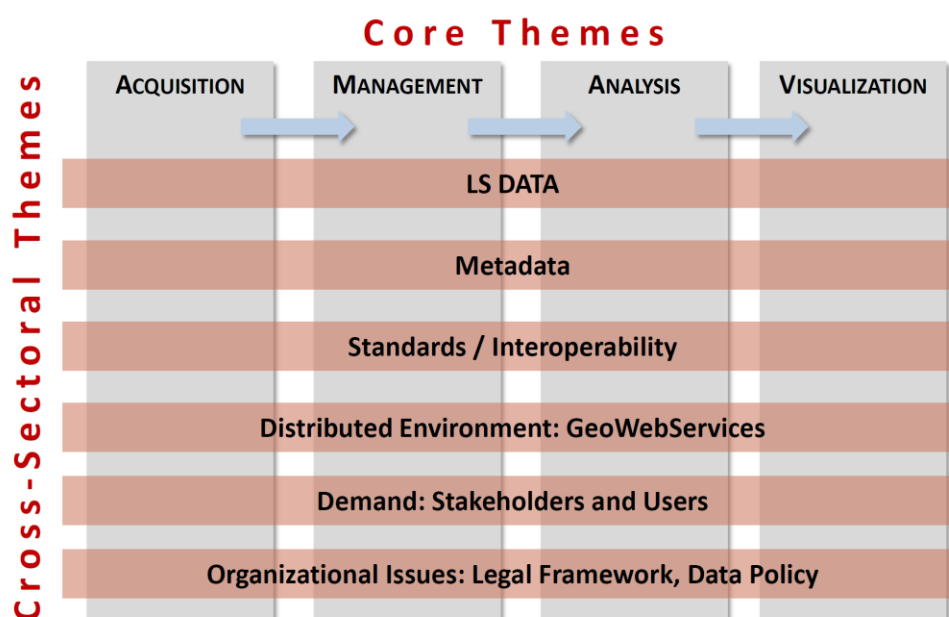 Core Themes
Cross-Sectoral Themes
ACQUISITION
MANAGEMENT
ANALYSIS
VISUALIZATION
LS DATA
Metadata
Standards / Interoperability
Distributed Environment: GeoWebServices
Demand: Stakeholders and Users
Organizational Issues: Legal Framework, Data Policy